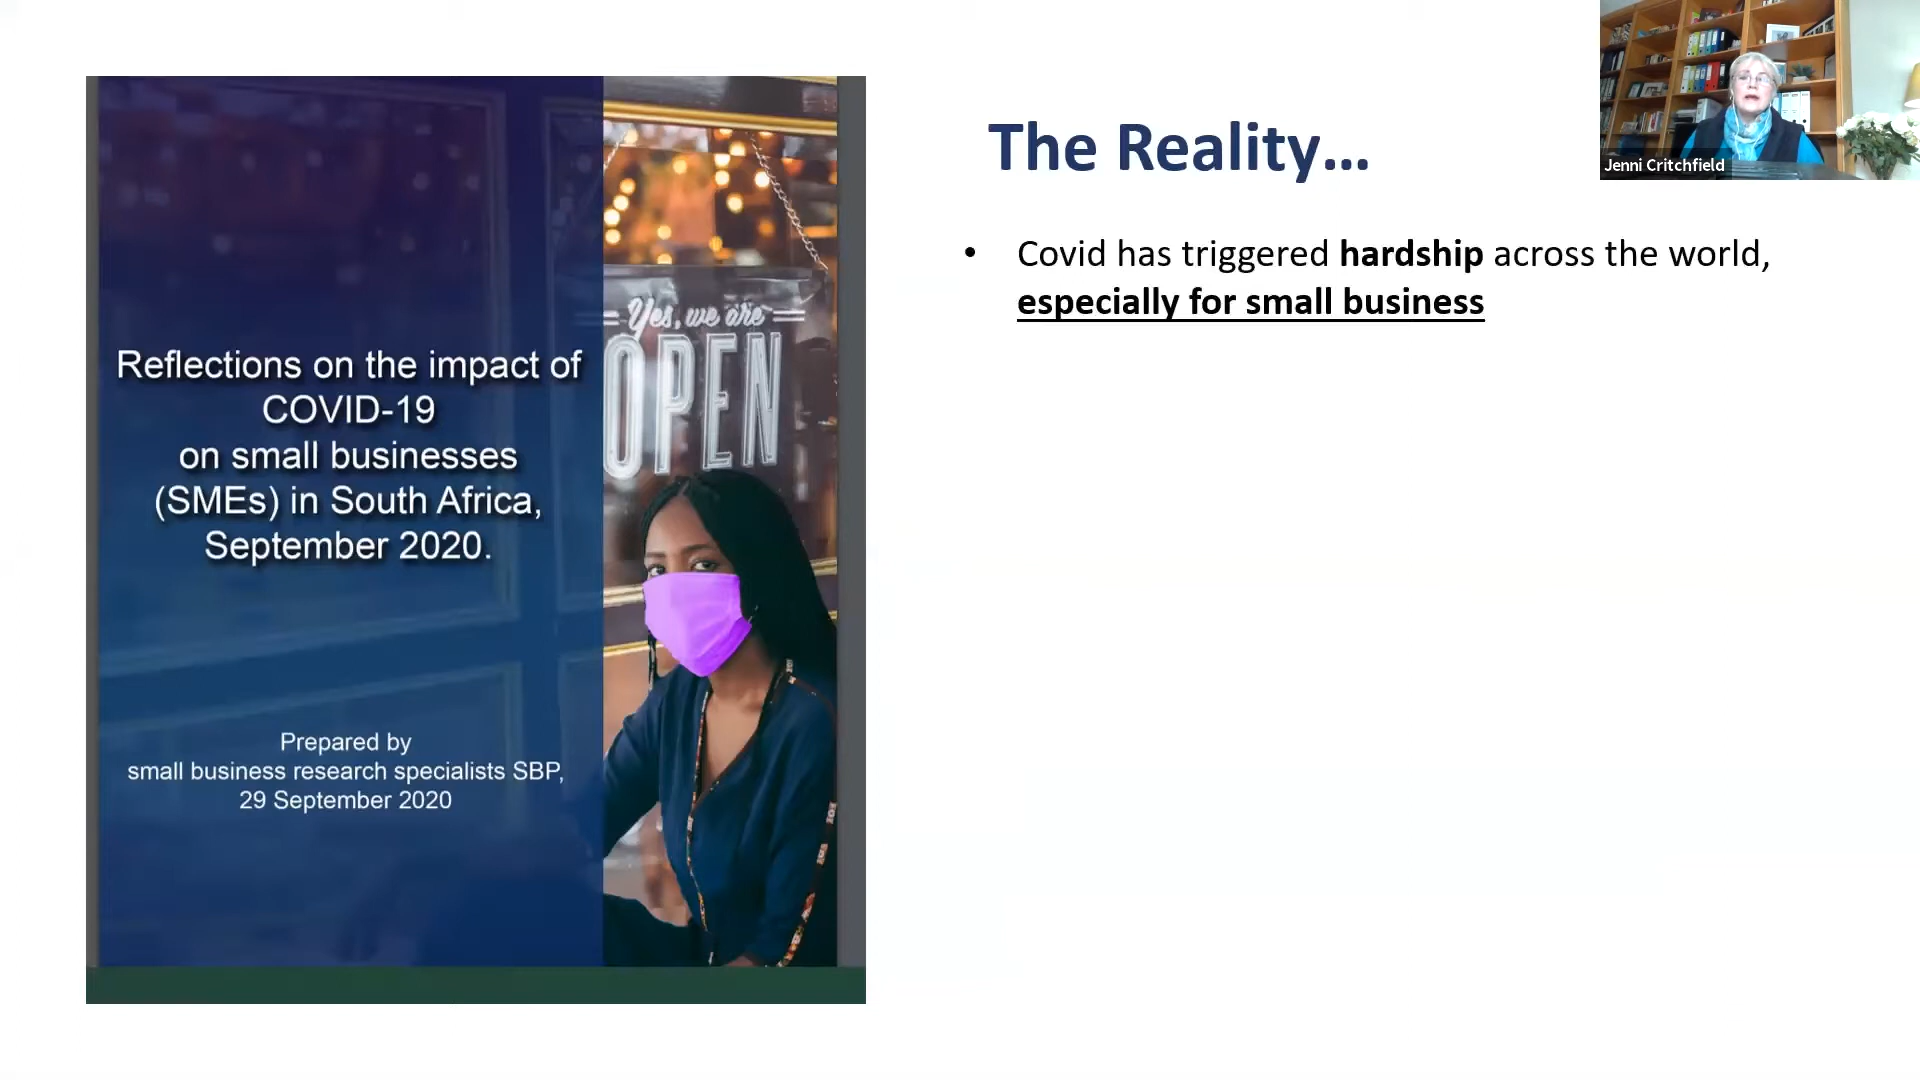 Reflections on the impact of
COVID-19
on small businesses
(SMEs) in South Africa,
September 2020.
Prepared by
small business research specialists SBP,
29 September 2020
Yes, we are
OPEN
The Reality...
• Covid has triggered hardship across the world,
especially for small business
Jenni Critchfield